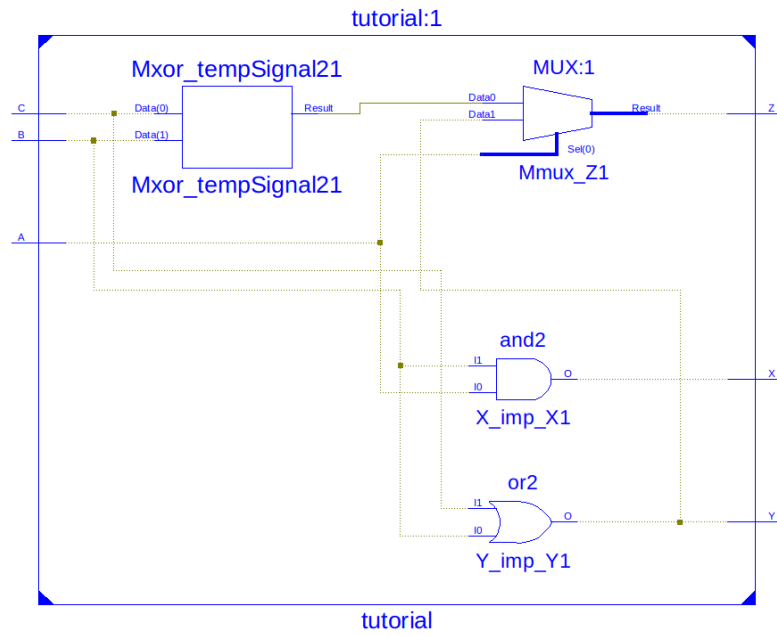 tutorial:1
Mxor_tempSignal21
MUX:1
C
Data(0)
Result
Data0
Result
Z
B
Data(1)
Data1
Sel(0)
Mxor_tempSignal21
Mmux_Z1
A
and2
I1
O
X
I0
X_imp_X1
or2
I1
O
Y
I0
Y_imp_Y1
tutorial